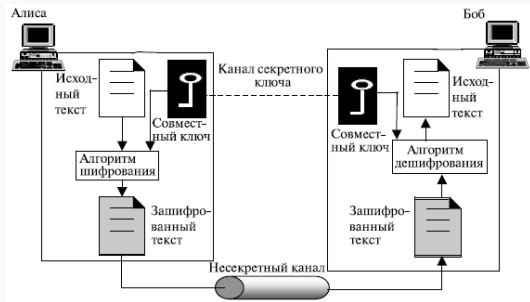 Алиса
Исход-
ный
текст
Совмест-
ный ключ
Алгоритм
шифрования
Зашифро-
ванный
текст
Канал секретного
ключа
Несекретный канал
Боб
Совмест-
ный ключ
Исход-
ный
текст
Алгоритм
дешифрования
Зашифро-
ванный
текст